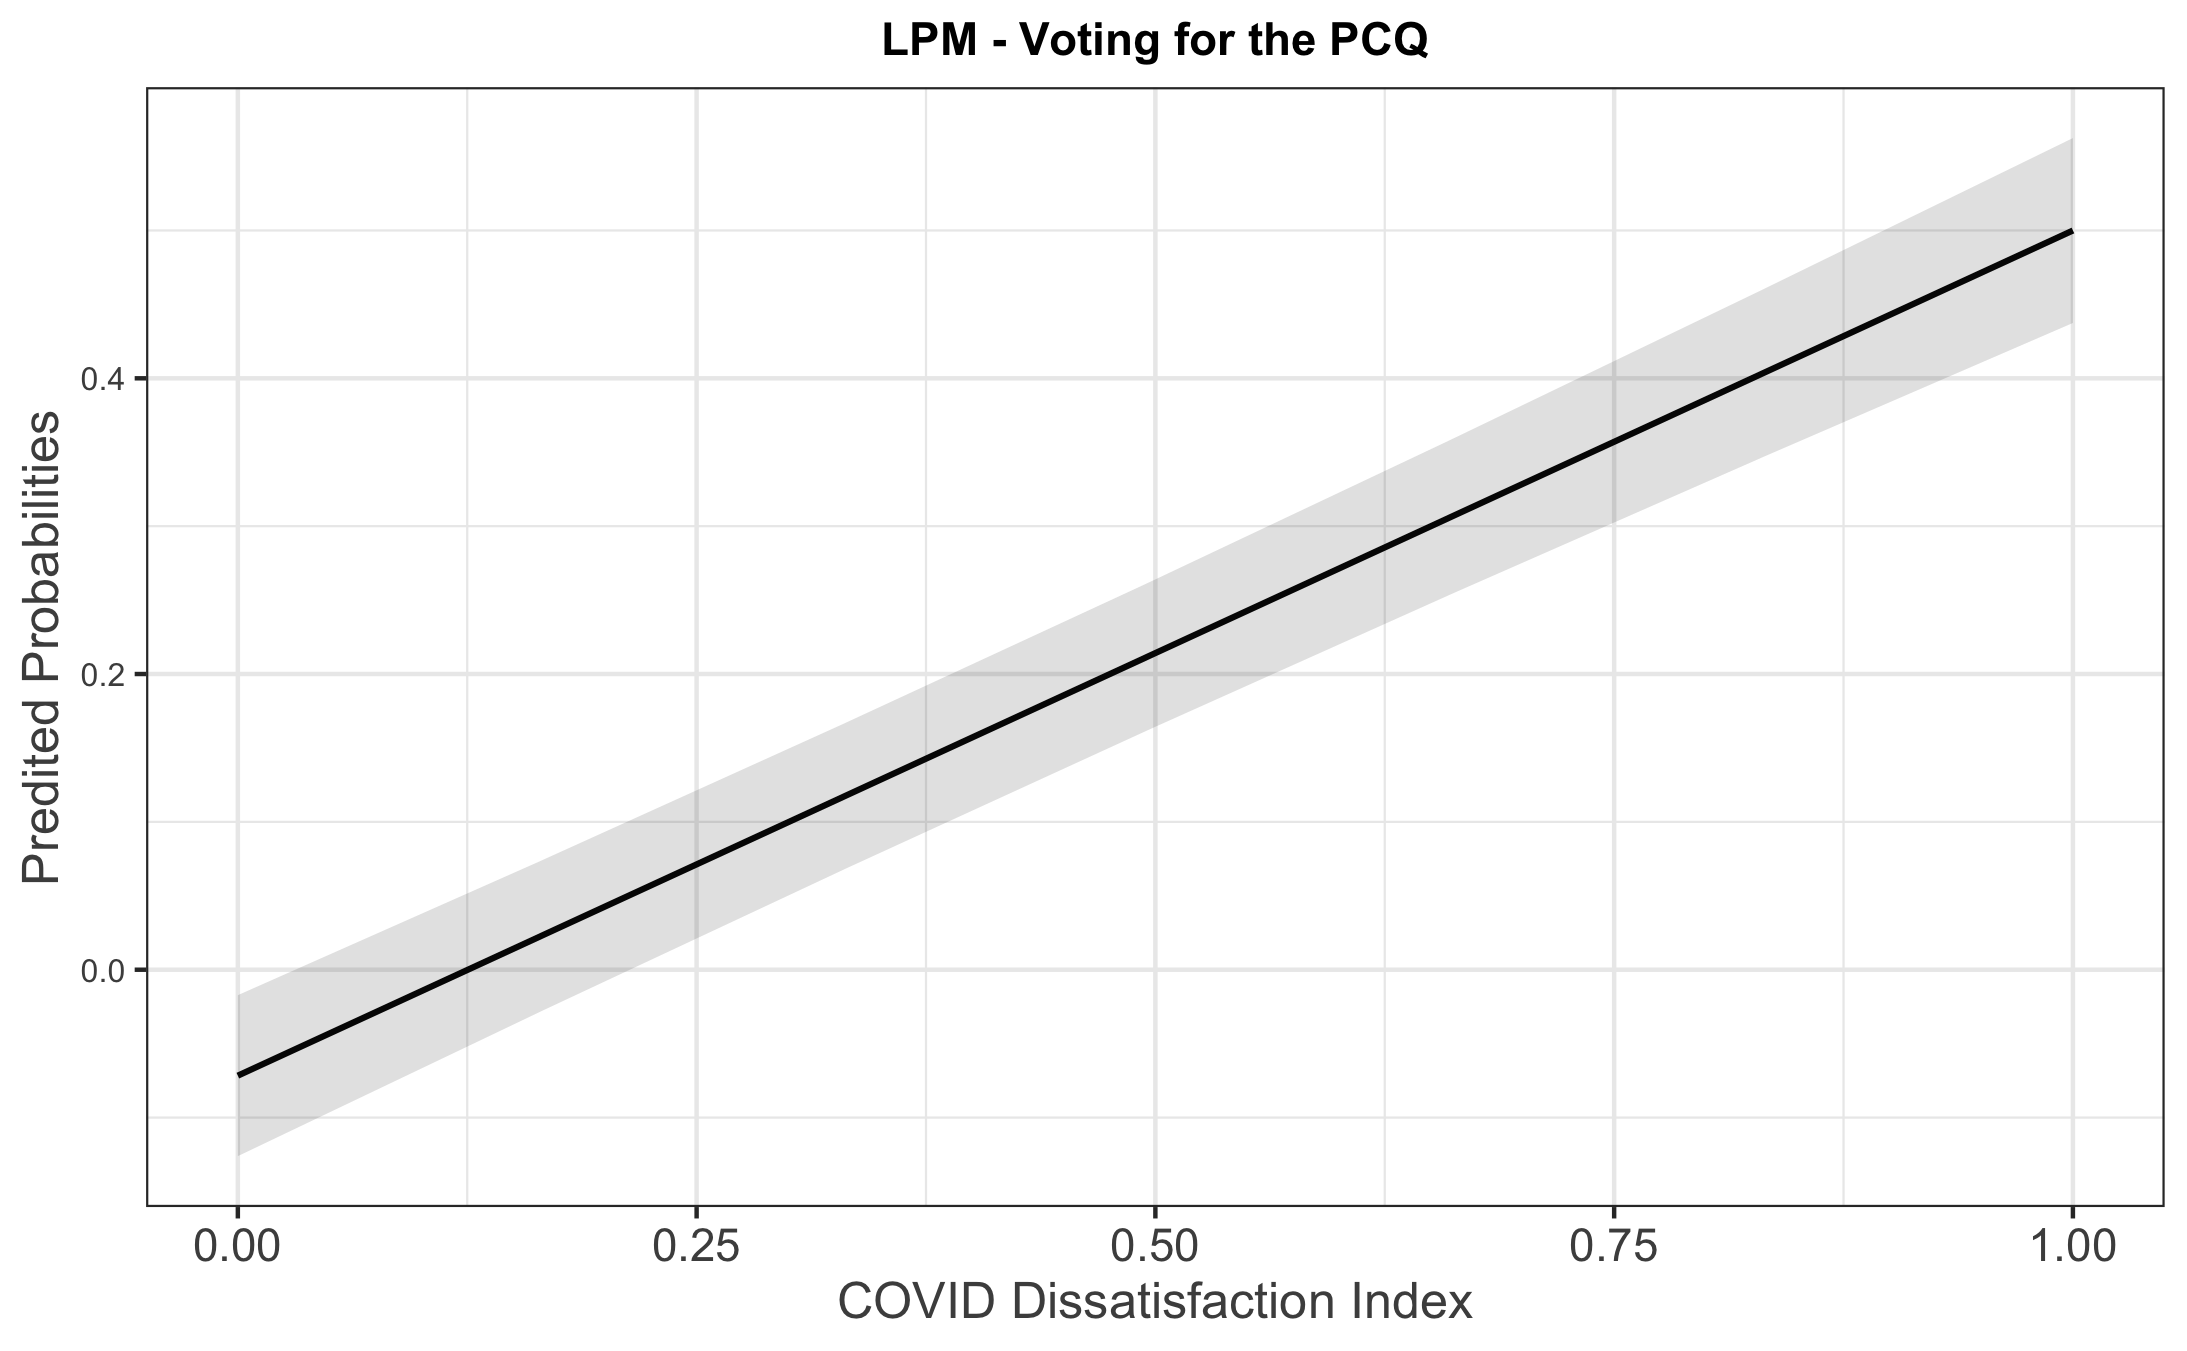 LPM - Voting for the PCQ
Predited Probabilities
0.4
0.2
0.0
0.00 0.25 0.50 0.75 1.00
COVID Dissatisfaction Index